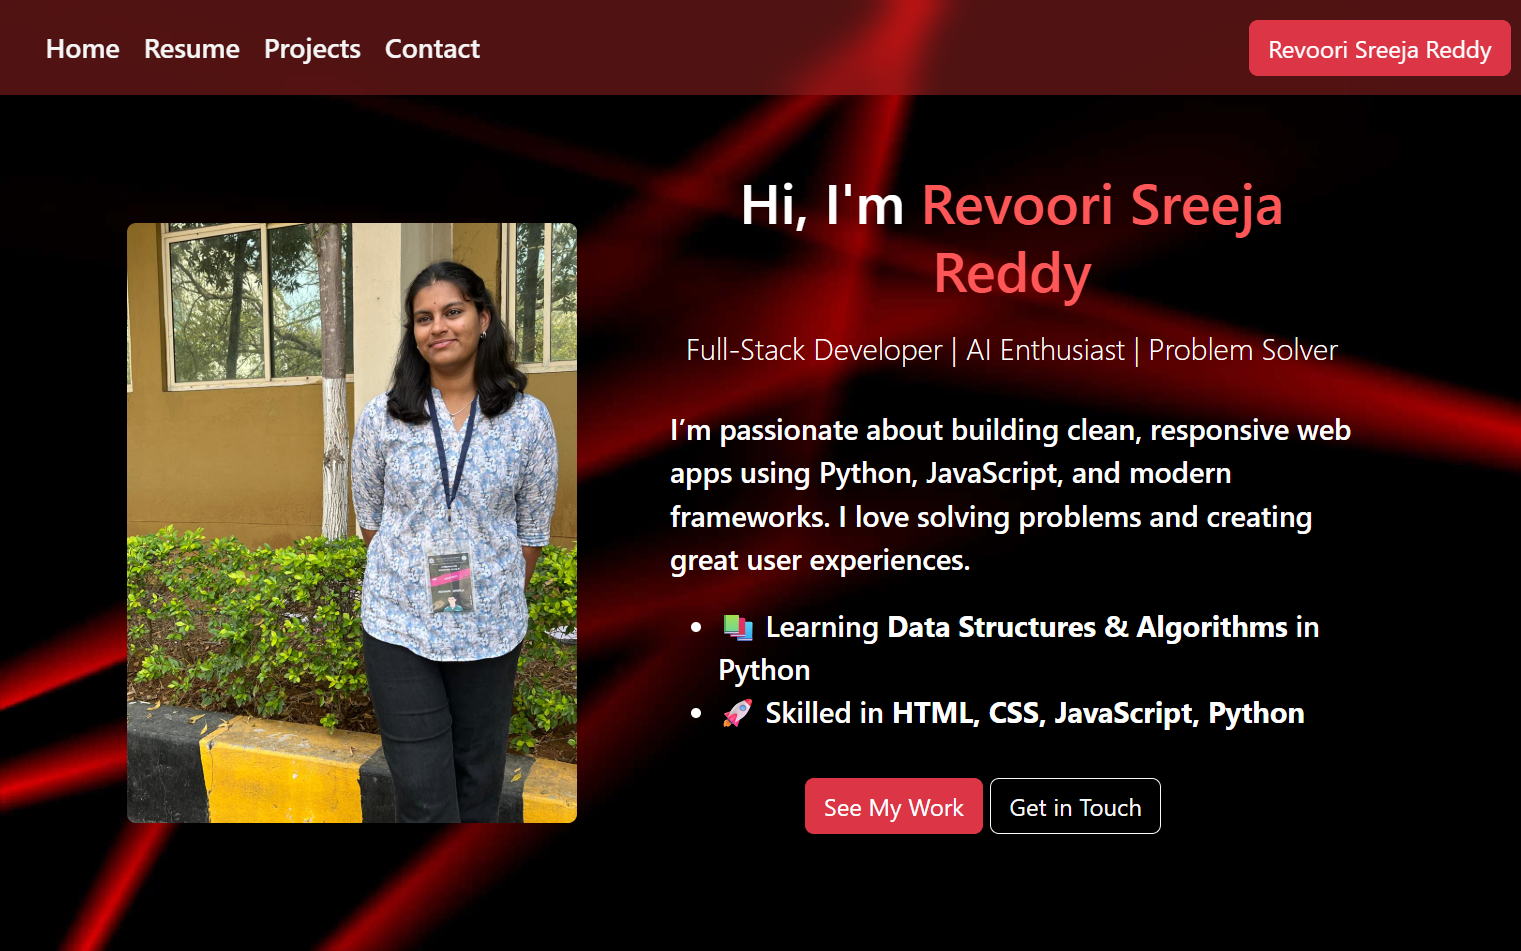 Home Resume Projects Contact
Revoori Sreeja Reddy
Hi, I'm Revoori Sreeja
Reddy
Full-Stack Developer | AI Enthusiast | Problem Solver
I’m passionate about building clean, responsive web
apps using Python, JavaScript, and modern
frameworks. I love solving problems and creating
great user experiences.
• 📚 Learning Data Structures & Algorithms in
Python
• 🚀 Skilled in HTML, CSS, JavaScript, Python
See My Work
Get in Touch